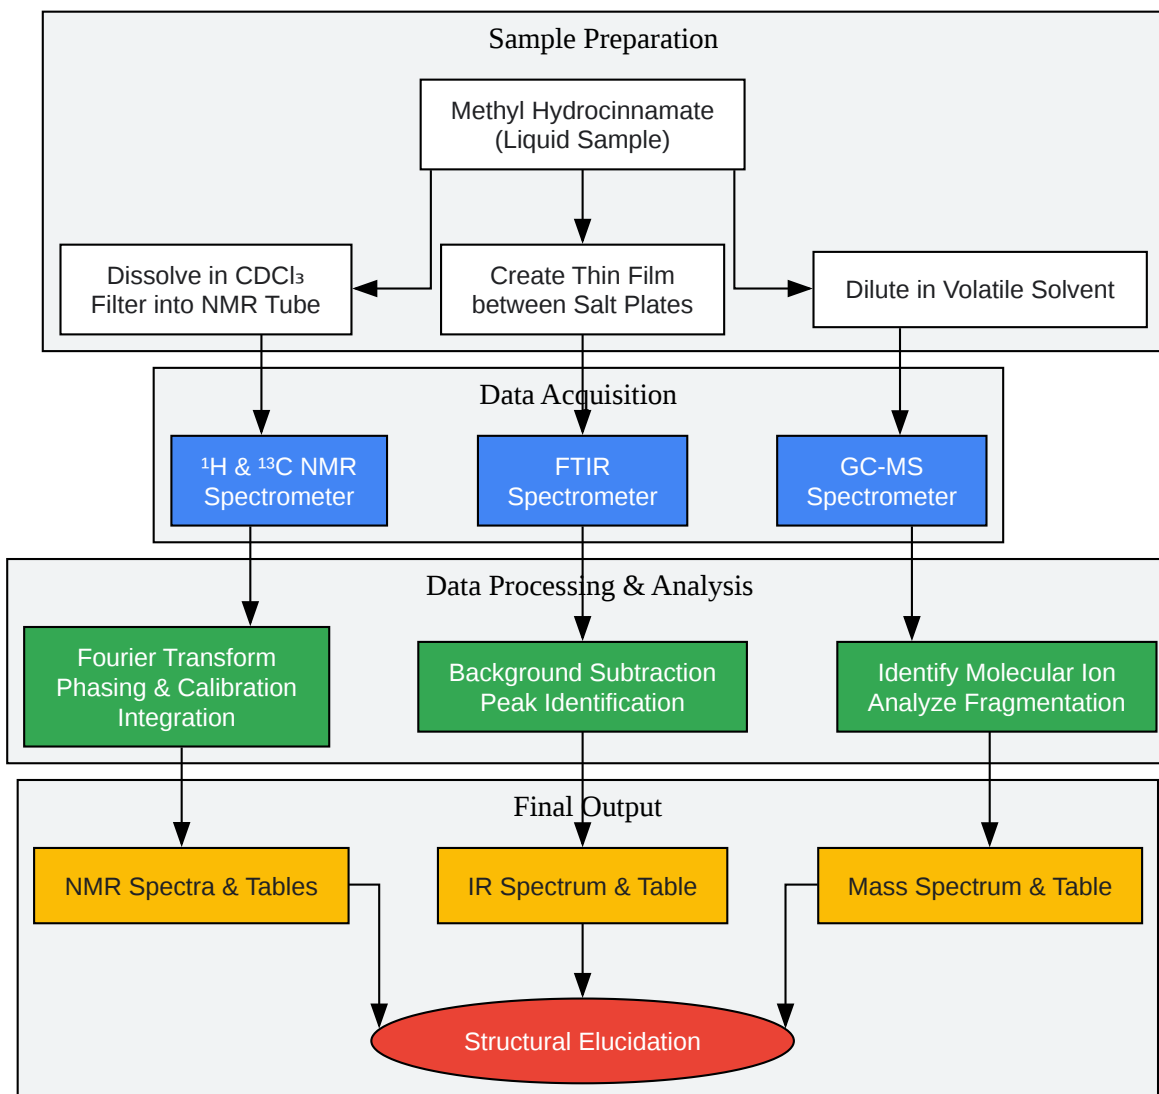 Sample Preparation
Methyl Hydrocinnamate
(Liquid Sample)
Dissolve in CDCl₃
Filter into NMR Tube
Create Thin Film
between Salt Plates
Dilute in Volatile Solvent
Data Acquisition
¹H & ¹³C NMR
Spectrometer
FTIR
Spectrometer
GC-MS
Spectrometer
Data Processing & Analysis
Fourier Transform
Phasing & Calibration
Integration
Background Subtraction
Peak Identification
Identify Molecular Ion
Analyze Fragmentation
Final Output
NMR Spectra & Tables
IR Spectrum & Table
Mass Spectrum & Table
Structural Elucidation